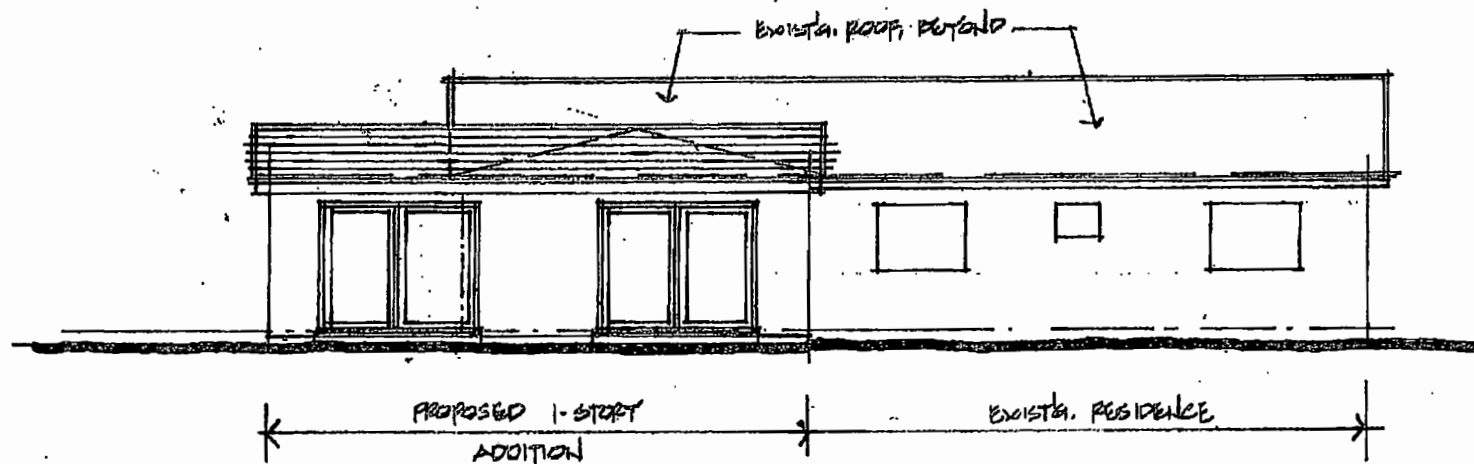 EXIST'G. ROOF, BEYOND
PROPOSED 1-STORY
ADDITION
EXIST'G. RESIDENCE